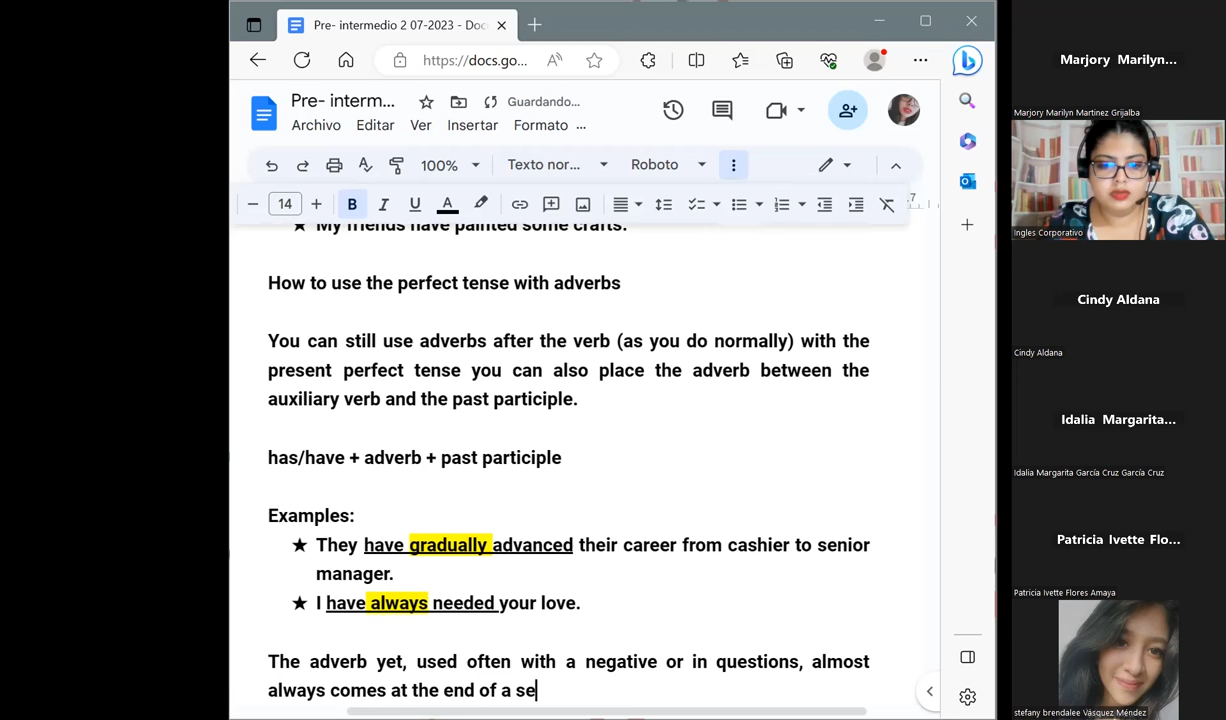 Pre- intermedio 2 07-2023 - Doc
https://docs.go...
Pre- interm...
Guardando...
Archivo Editar Ver Insertar Formato ...
100% Texto nor... Roboto
14 B I U A
7
★ My friends have painted some crafts.
How to use the perfect tense with adverbs
You can still use adverbs after the verb (as you do normally) with the
present perfect tense you can also place the adverb between the
auxiliary verb and the past participle.
has/have + adverb + past participle
Examples:
★ They have gradually advanced their career from cashier to senior
manager.
★ I have always needed your love.
The adverb yet, used often with a negative or in questions, almost
always comes at the end of a se
Marjory Marilyn...
Marjory Marilyn Martinez Grijalba
Ingles Corporativo
Cindy Aldana
Cindy Aldana
Idalia Margarita...
Idalia Margarita García Cruz García Cruz
Patricia Ivette Flo...
Patricia Ivette Flores Amaya
stefany brendalee Vásquez Méndez